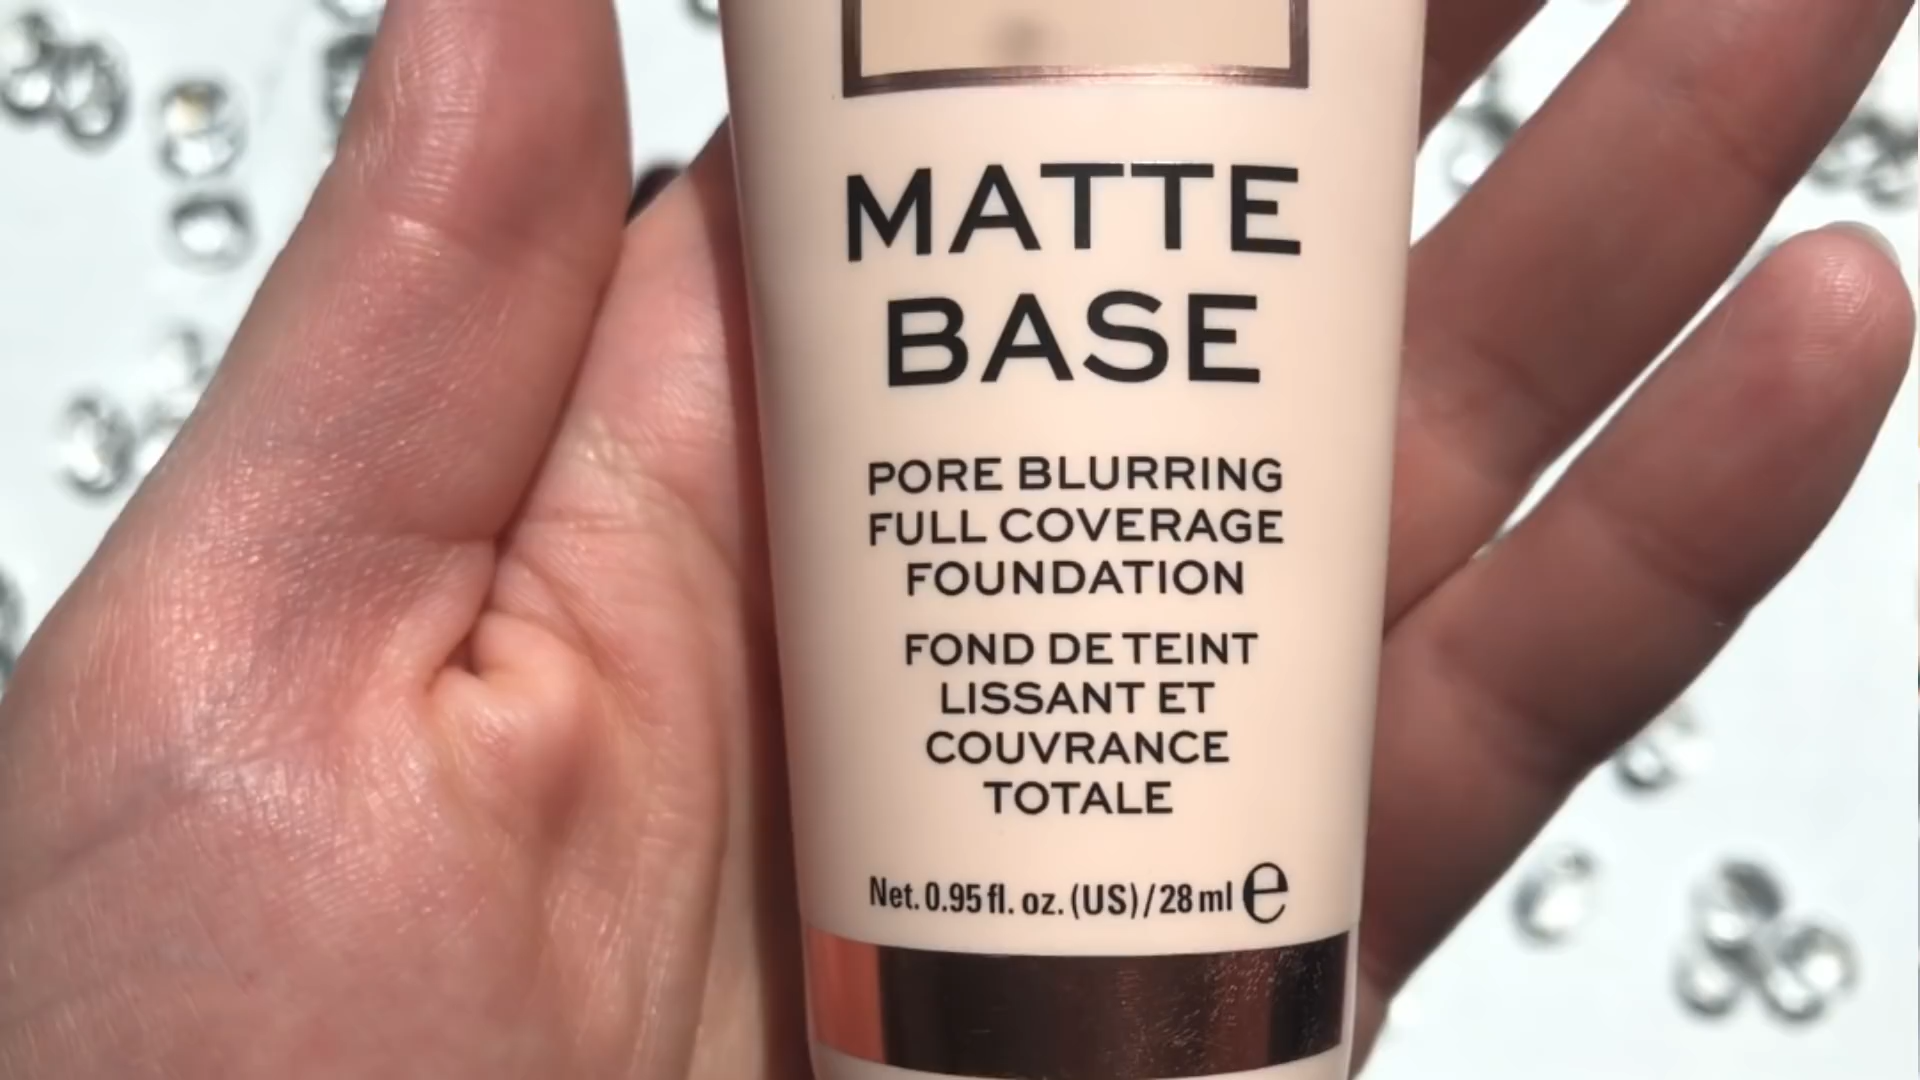 MATTE
BASE
PORE BLURRING
FULL COVERAGE
FOUNDATION
FOND DE TEINT
LISSANT ET
COUVRANCE
TOTALE
Net. 0.95 fl. oz. (US)/28 ml ℮